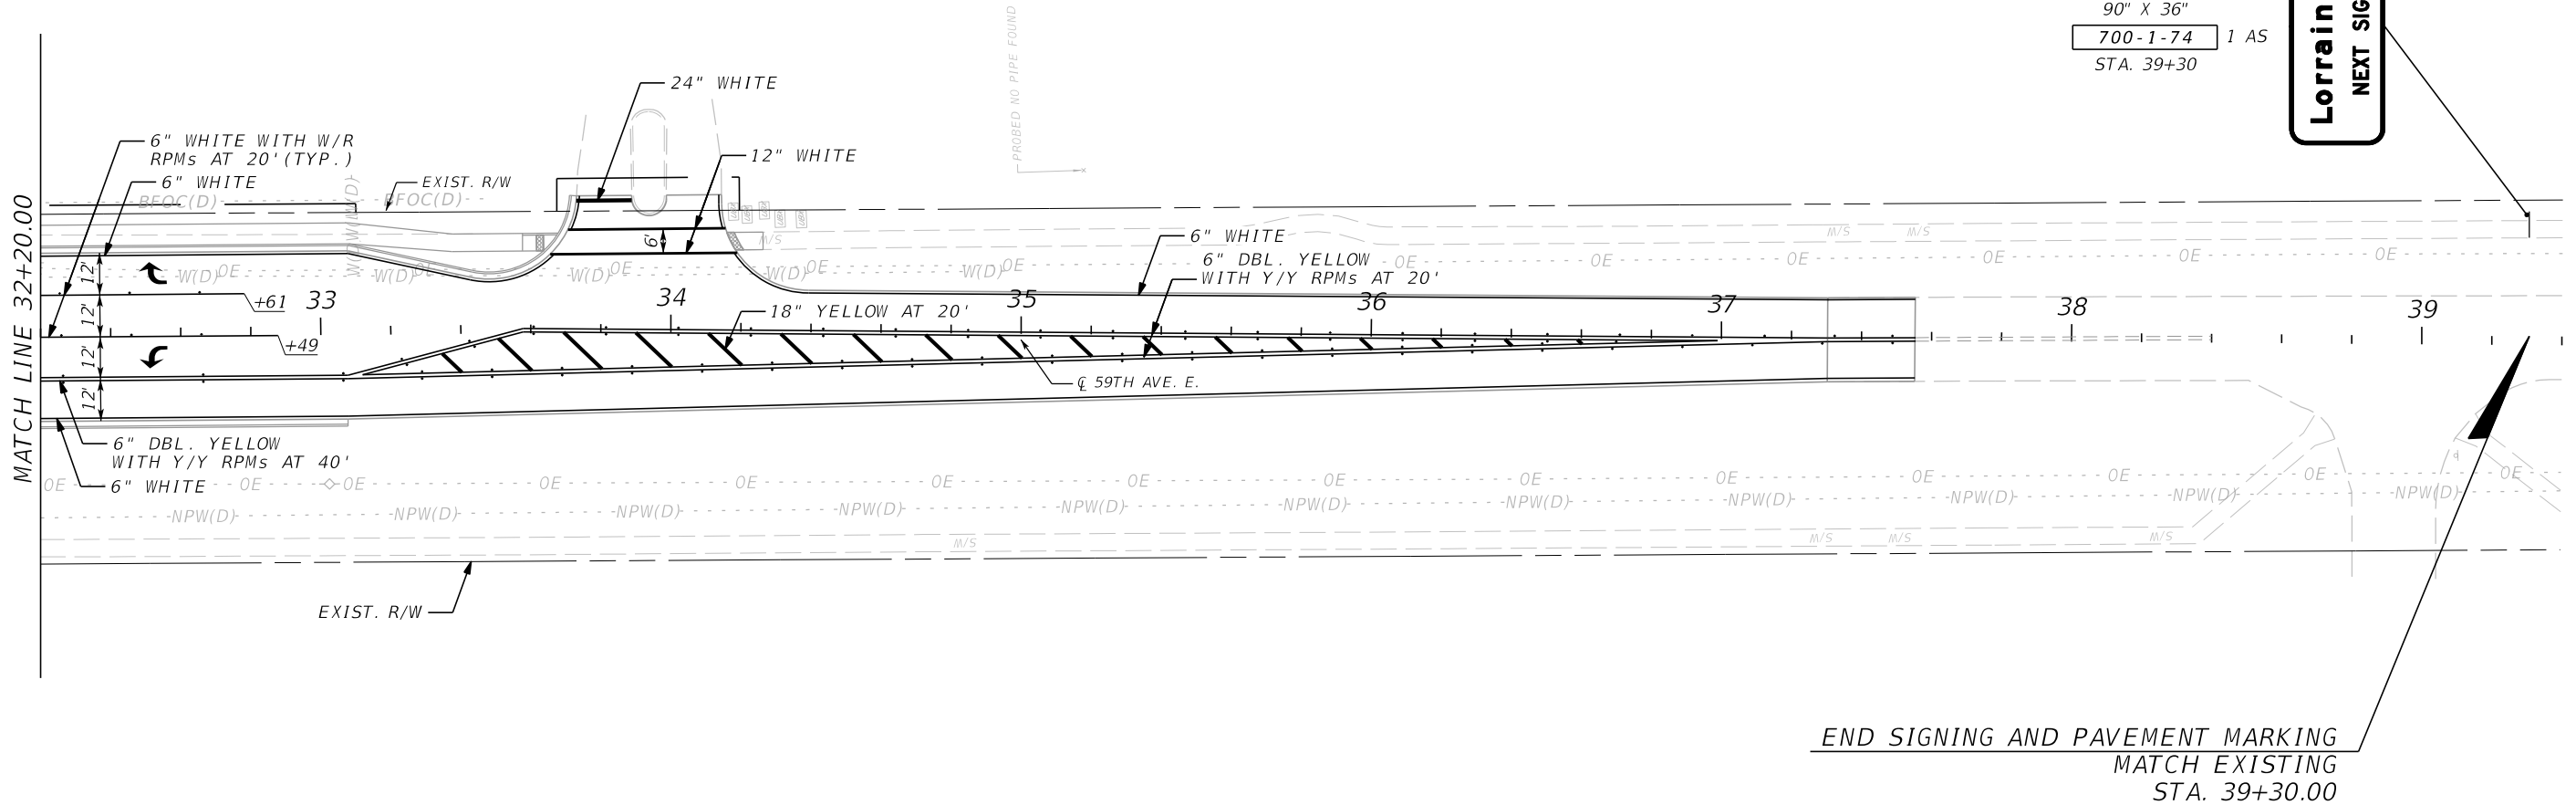 90" X 36"
700-1-74 1 AS
STA. 39+30
Lorrain
NEXT SIG
PROBED NO PIPE FOUND
24" WHITE
12" WHITE
6" WHITE WITH W/R
RPMs AT 20'(TYP.)
6" WHITE
EXIST. R/W
BFOC(D) BFOC(D)
W(D)
6'
W/S
W/S W/S
6" WHITE
6" DBL. YELLOW
WITH Y/Y RPMs AT 20'
W(D) OE W(D) OE W(D) OE W(D) OE W(D) OE OE OE OE OE OE OE
MATCH LINE 32+20.00
12'
12'
12'
12'
+61
+49
33 34 35 36 37 38 39
18" YELLOW AT 20'
℄ 59TH AVE. E.
6" DBL. YELLOW
WITH Y/Y RPMs AT 40'
6" WHITE
OE OE OE OE OE OE OE OE OE OE OE OE OE OE
NPW(D) NPW(D) NPW(D) NPW(D) NPW(D) NPW(D) NPW(D) NPW(D) NPW(D) NPW(D) NPW(D)
W/S W/S W/S W/S
EXIST. R/W
END SIGNING AND PAVEMENT MARKING
MATCH EXISTING
STA. 39+30.00